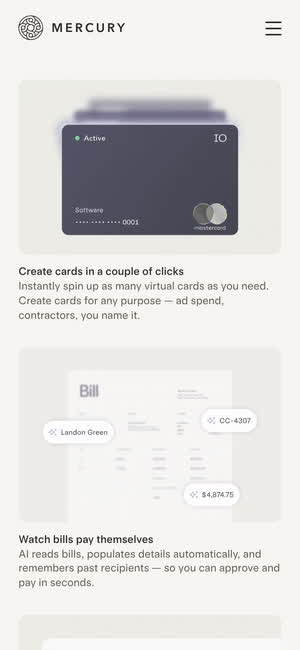 MERCURY
Active
IO
Software
•••• •••• •••• 0001
mastercard
Create cards in a couple of clicks
Instantly spin up as many virtual cards as you need.
Create cards for any purpose — ad spend,
contractors, you name it.
Bill
CC-4307
Landon Green
$4,874.75
Watch bills pay themselves
AI reads bills, populates details automatically, and
remembers past recipients — so you can approve and
pay in seconds.